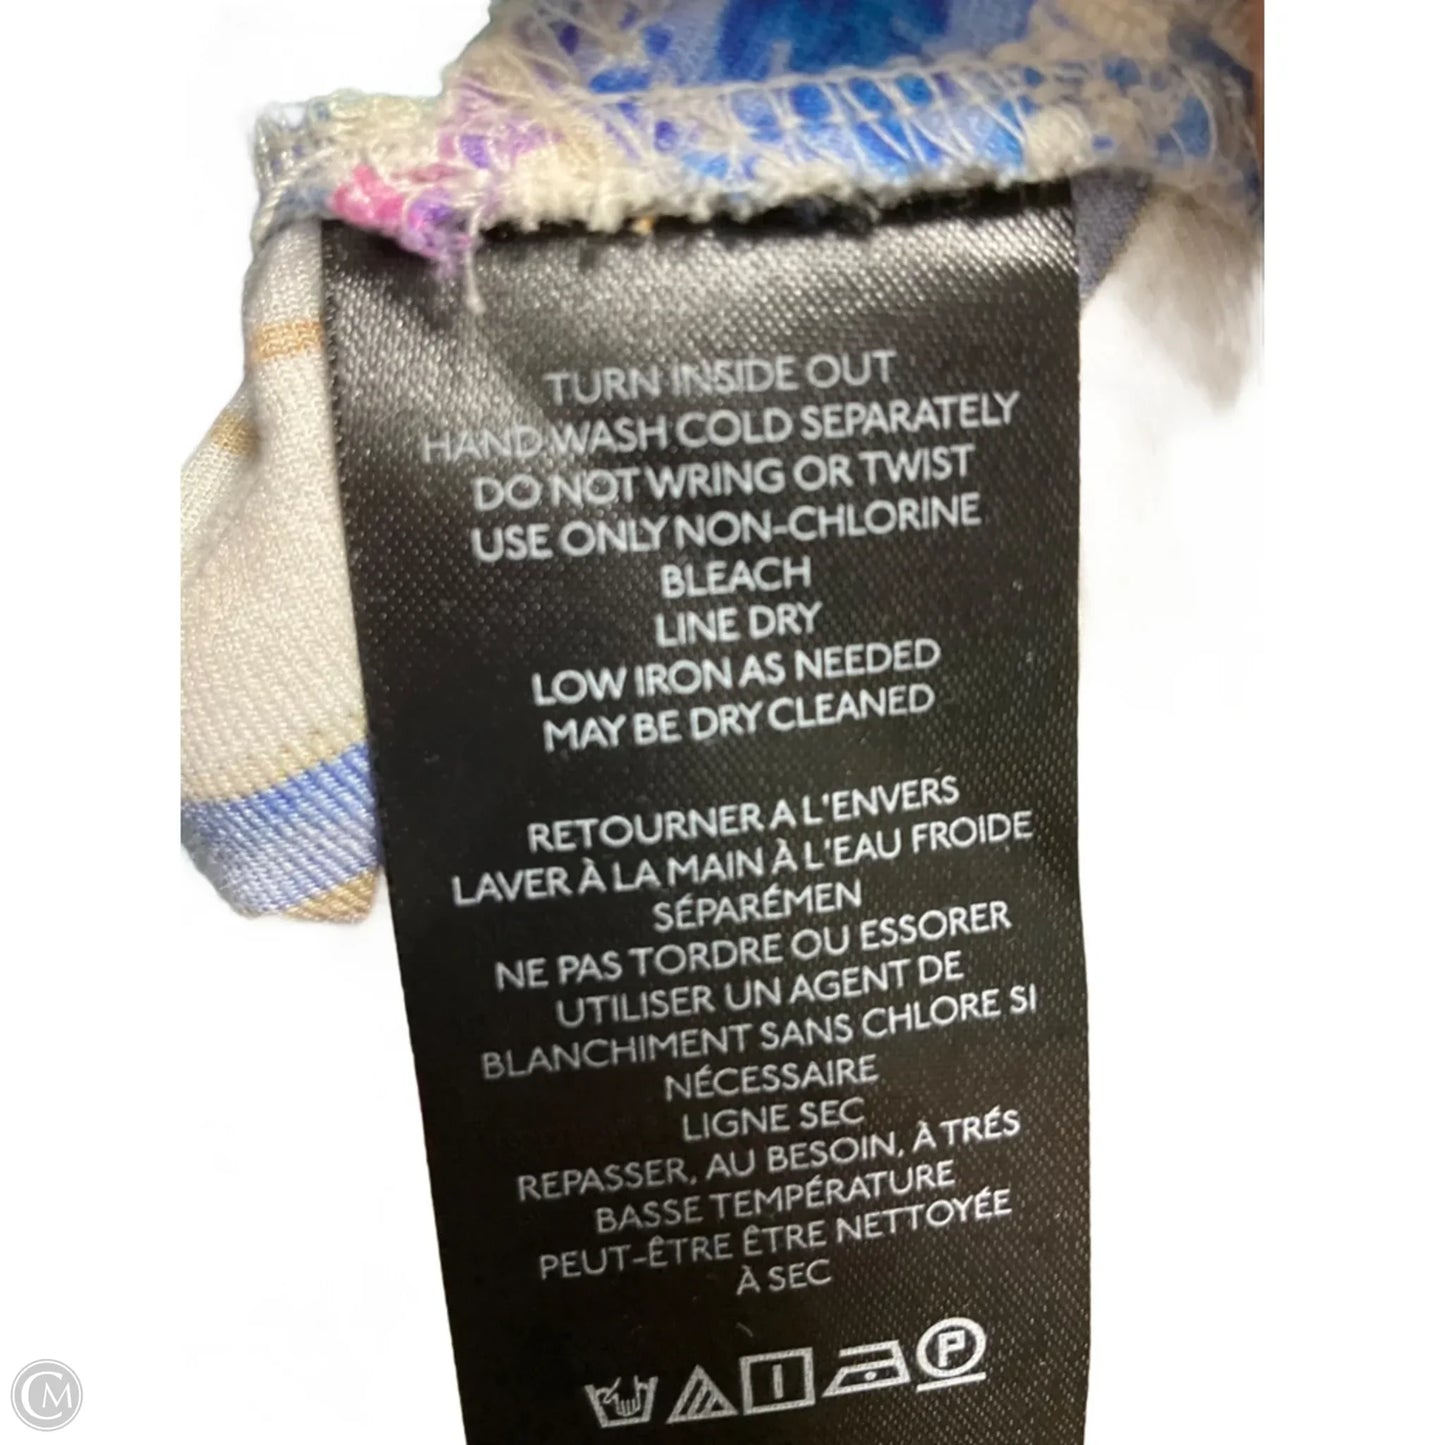 TURN INSIDE OUT
HAND WASH COLD SEPARATELY
DO NOT WRING OR TWIST
USE ONLY NON-CHLORINE
BLEACH
LINE DRY
LOW IRON AS NEEDED
MAY BE DRY CLEANED
RETOURNER A L'ENVERS
LAVER À LA MAIN À L'EAU FROIDE
SÉPARÉMEN
NE PAS TORDRE OU ESSORER
UTILISER UN AGENT DE
BLANCHIMENT SANS CHLORE SI
NÉCESSAIRE
LIGNE SEC
REPASSER, AU BESOIN, À TRÉS
BASSE TEMPÉRATURE
PEUT-ÊTRE ÊTRE NETTOYÉE
À SEC
P
CM